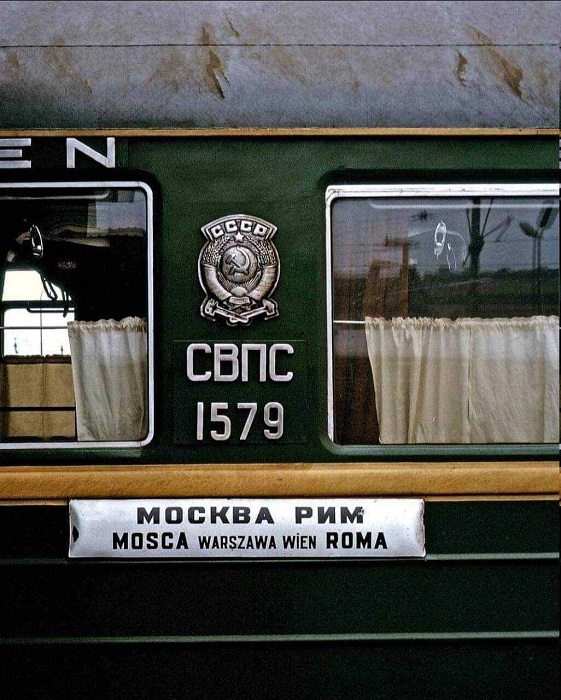 EN
СССР
СВПС
1579
МОСКВА РИМ
MOSCA WARSZAWA WIEN ROMA